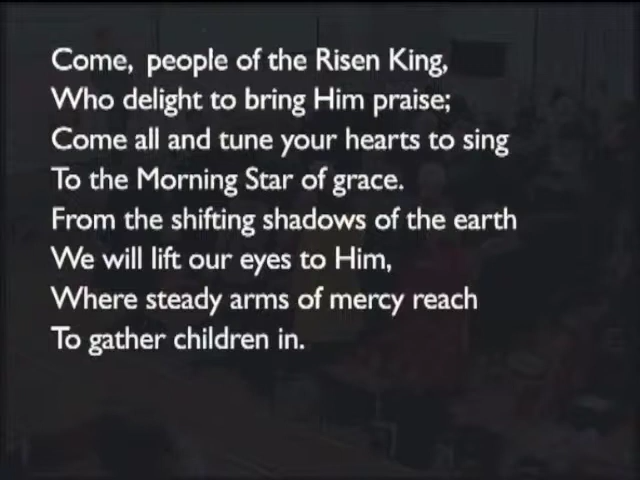 Come, people of the Risen King,
Who delight to bring Him praise;
Come all and tune your hearts to sing
To the Morning Star of grace.
From the shifting shadows of the earth
We will lift our eyes to Him,
Where steady arms of mercy reach
To gather children in.